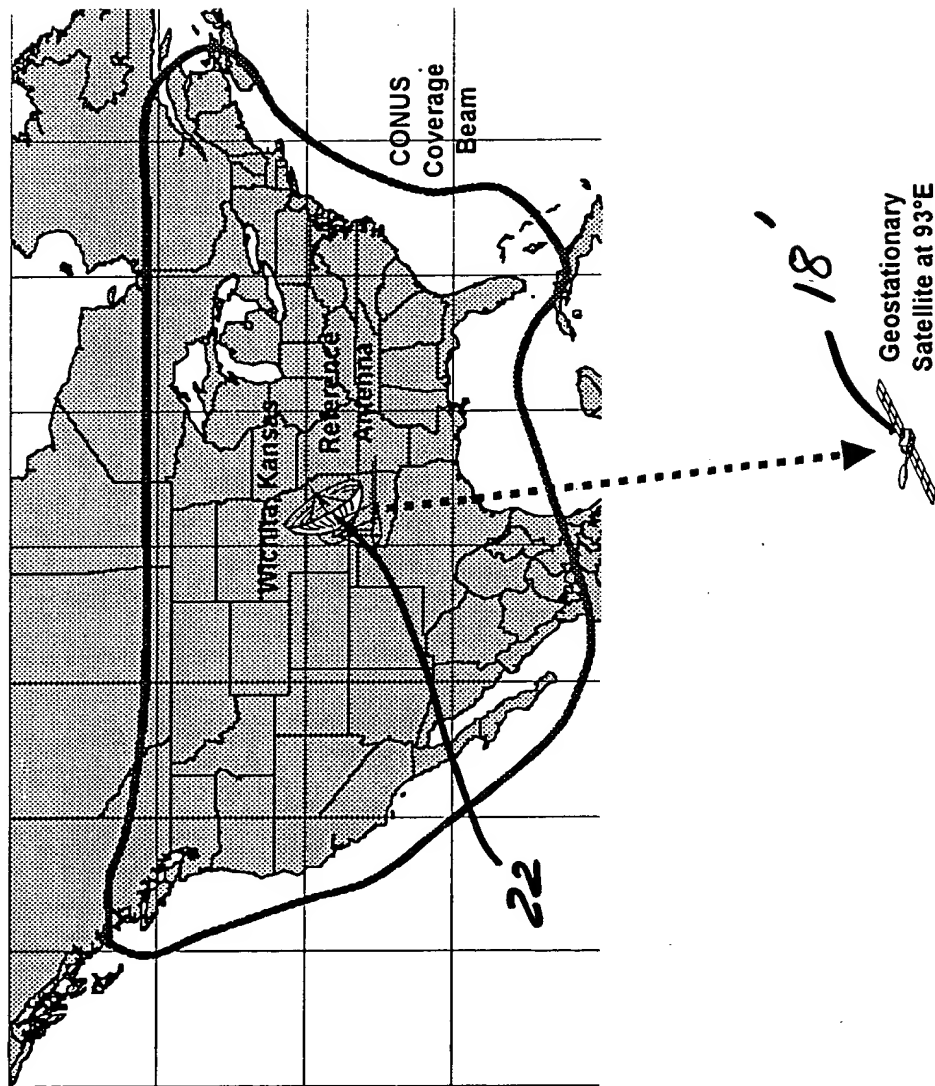 CONUS
Coverage
Beam
Wichita, Kansas
Reference
Antenna
22
18'
Geostationary
Satellite at 93°E